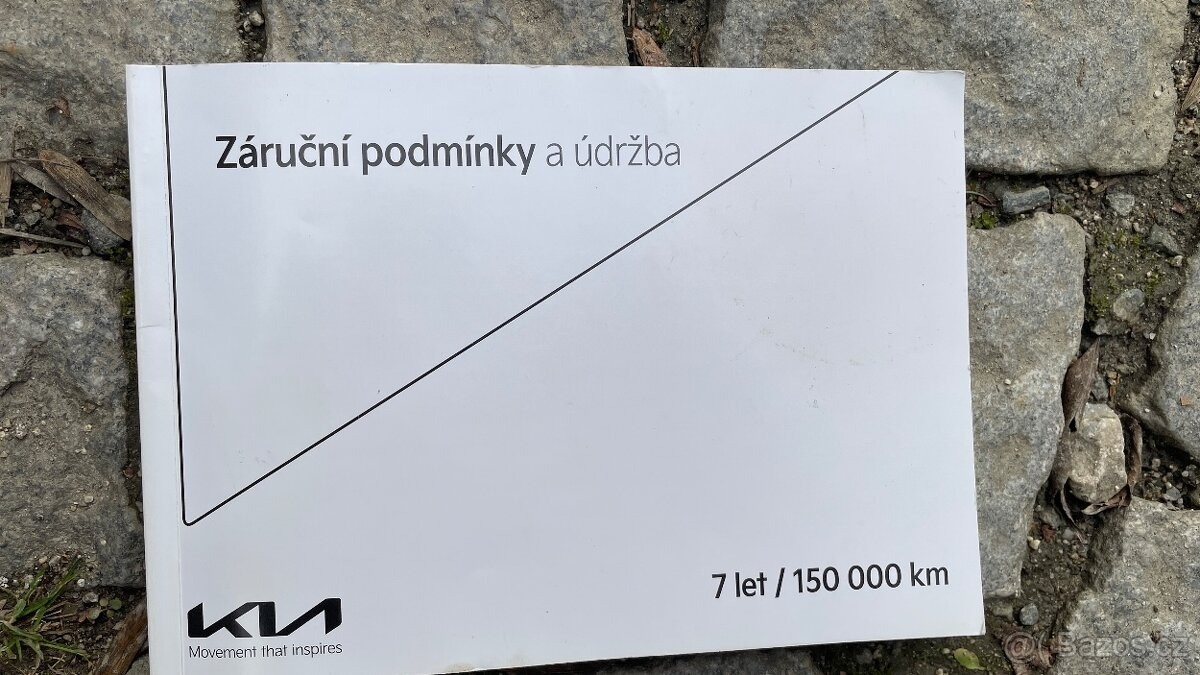 Záruční podmínky a údržba
7 let / 150 000 km
KIA
Movement that inspires
Bazos.cz